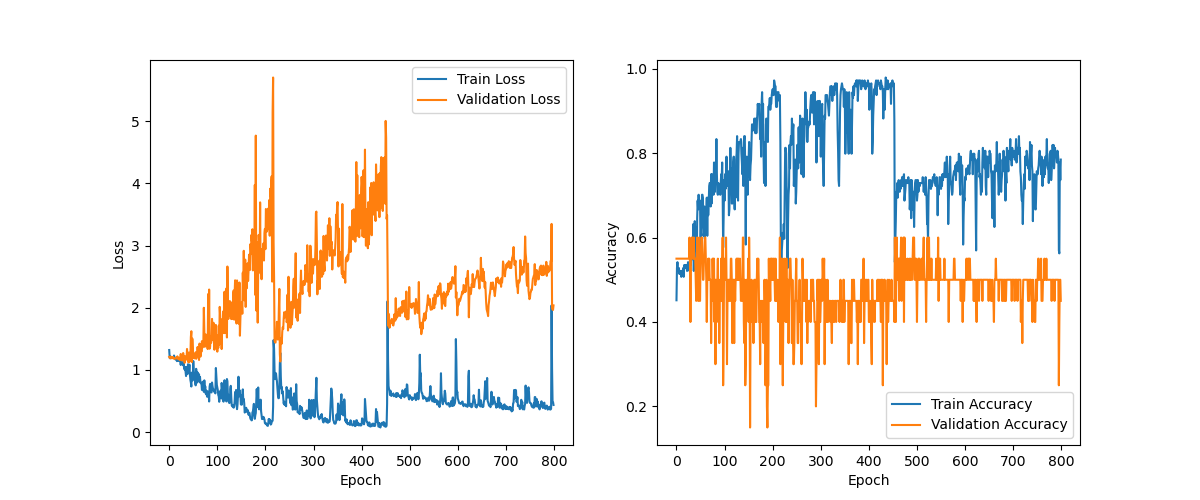 Train Loss
Validation Loss
5
4
3
2
1
0
Loss
0 100 200 300 400 500 600 700 800
Epoch
1.0
0.8
0.6
0.4
0.2
Accuracy
Train Accuracy
Validation Accuracy
0 100 200 300 400 500 600 700 800
Epoch